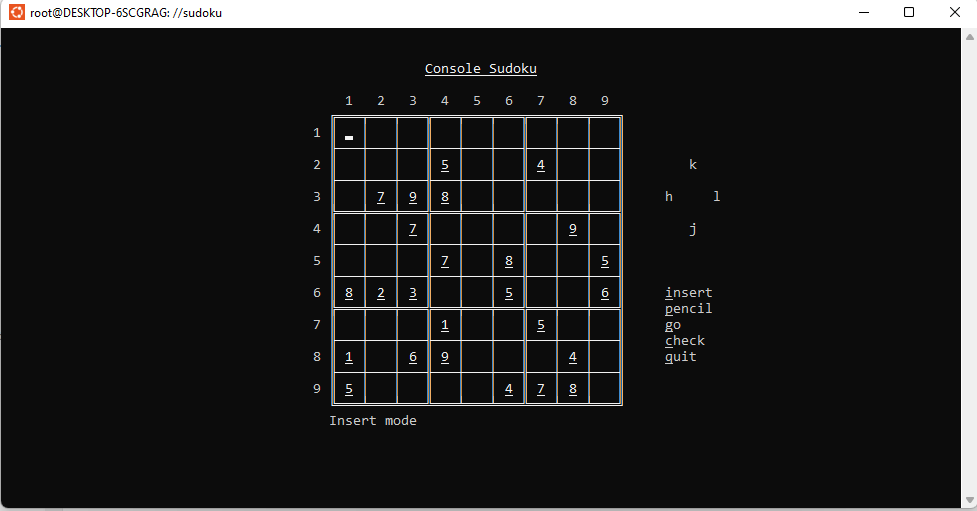 root@DESKTOP-6SCGRAG: //sudoku
Console Sudoku
1 2 3 4 5 6 7 8 9
1
2 5 4 k
3 7 9 8 h l
4 7 9 j
5 7 8 5
6 8 2 3 5 6 insert
pencil
7 1 5 go
check
8 1 6 9 4 quit
9 5 4 7 8
Insert mode